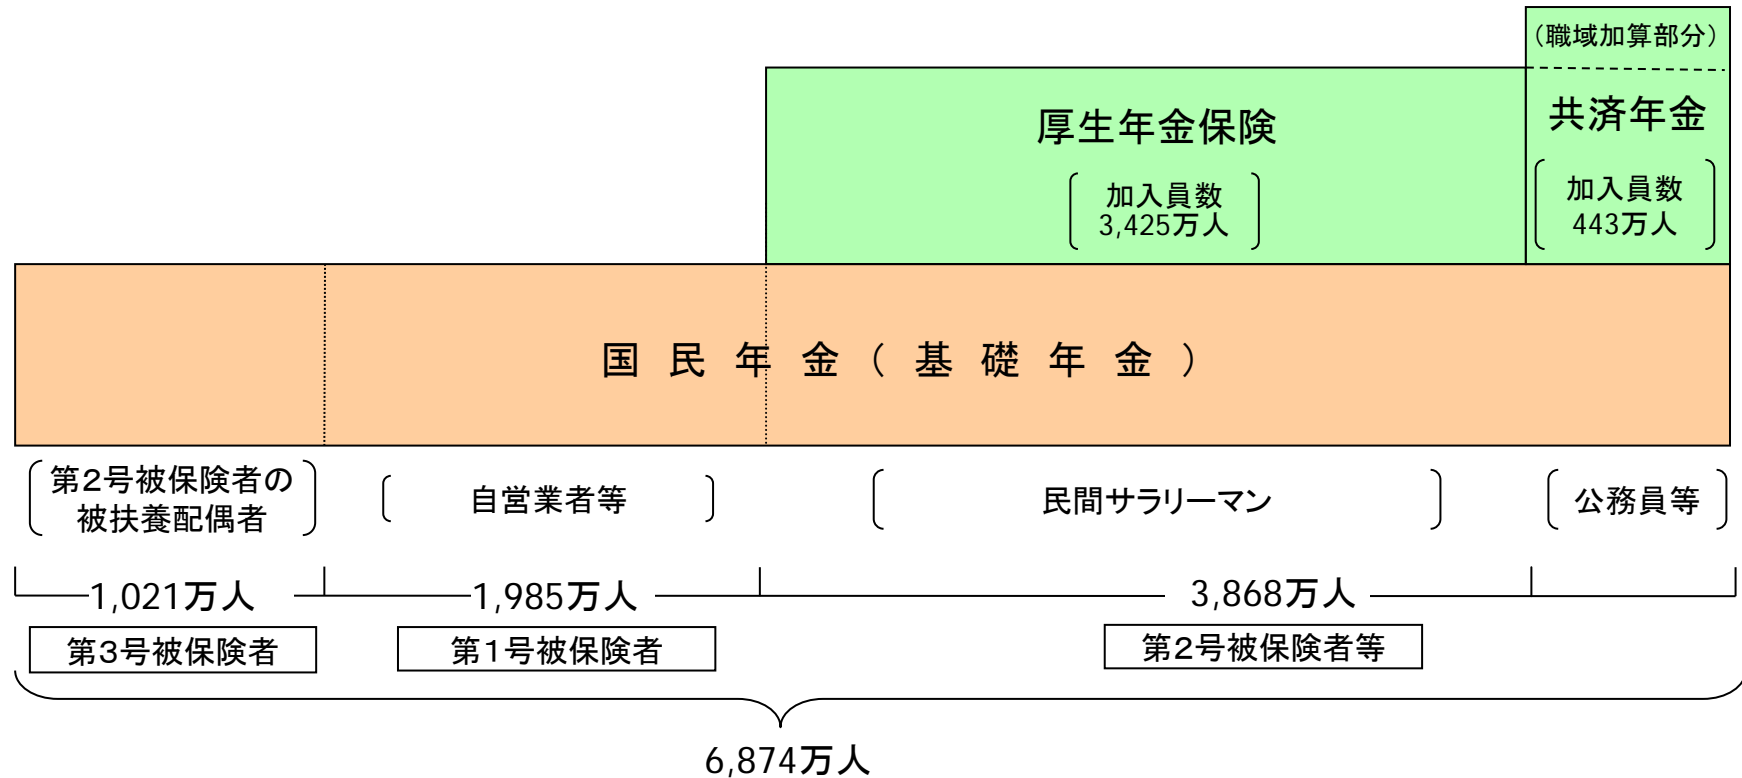 (職域加算部分)
厚生年金保険
共済年金
加入員数
3,425万人
加入員数
443万人
国民年金(基礎年金)
第2号被保険者の
被扶養配偶者
自営業者等
民間サラリーマン
公務員等
1,021万人
1,985万人
3,868万人
第3号被保険者
第1号被保険者
第2号被保険者等
6,874万人